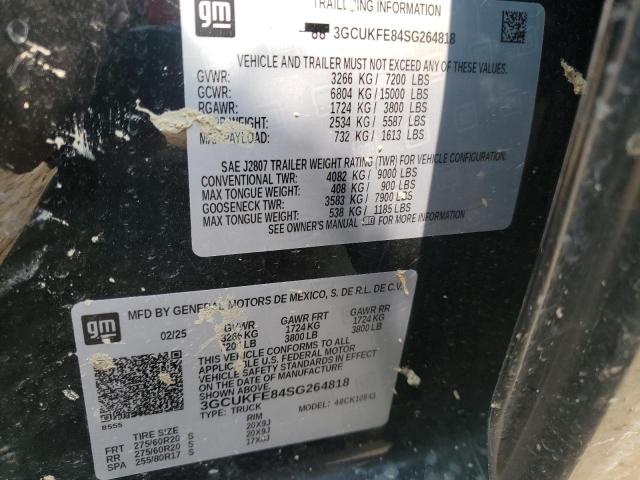 gm
TRAILERING INFORMATION
3GCUKFE84SG264818
VEHICLE AND TRAILER MUST NOT EXCEED ANY OF THESE VALUES.
GVWR: 3266 KG / 7200 LBS
GCWR: 6804 KG / 15000 LBS
RGAWR: 1724 KG / 3800 LBS
2534 KG / 5587 LBS
MAX PAYLOAD: 732 KG / 1613 LBS
SAE J2807 TRAILER WEIGHT RATING (TWR) FOR VEHICLE CONFIGURATION.
CONVENTIONAL TWR: 4082 KG / 9000 LBS
MAX TONGUE WEIGHT: 408 KG / 900 LBS
GOOSENECK TWR: 3583 KG / 7900 LBS
MAX TONGUE WEIGHT: 538 KG / 1185 LBS
SEE OWNER'S MANUAL FOR MORE INFORMATION
gm
MFD BY GENERAL MOTORS DE MEXICO, S. DE R.L. DE C.V.
02/25 GVWR GAWR FRT GAWR RR
3266 KG 1724 KG 1724 KG
7200 LB 3800 LB 3800 LB
THIS VEHICLE CONFORMS TO ALL
APPLICABLE U.S. FEDERAL MOTOR
VEHICLE SAFETY STANDARDS IN EFFECT
ON THE DATE OF MANUFACTURE
SHOWN ABOVE.
3GCUKFE84SG264818
8555 TYPE: TRUCK MODEL: 48CK10543
TIRE SIZE RIM
FRT 275/60R20 S 20X9J
RR 275/60R20 S 20X9J
SPA 255/80R17 S